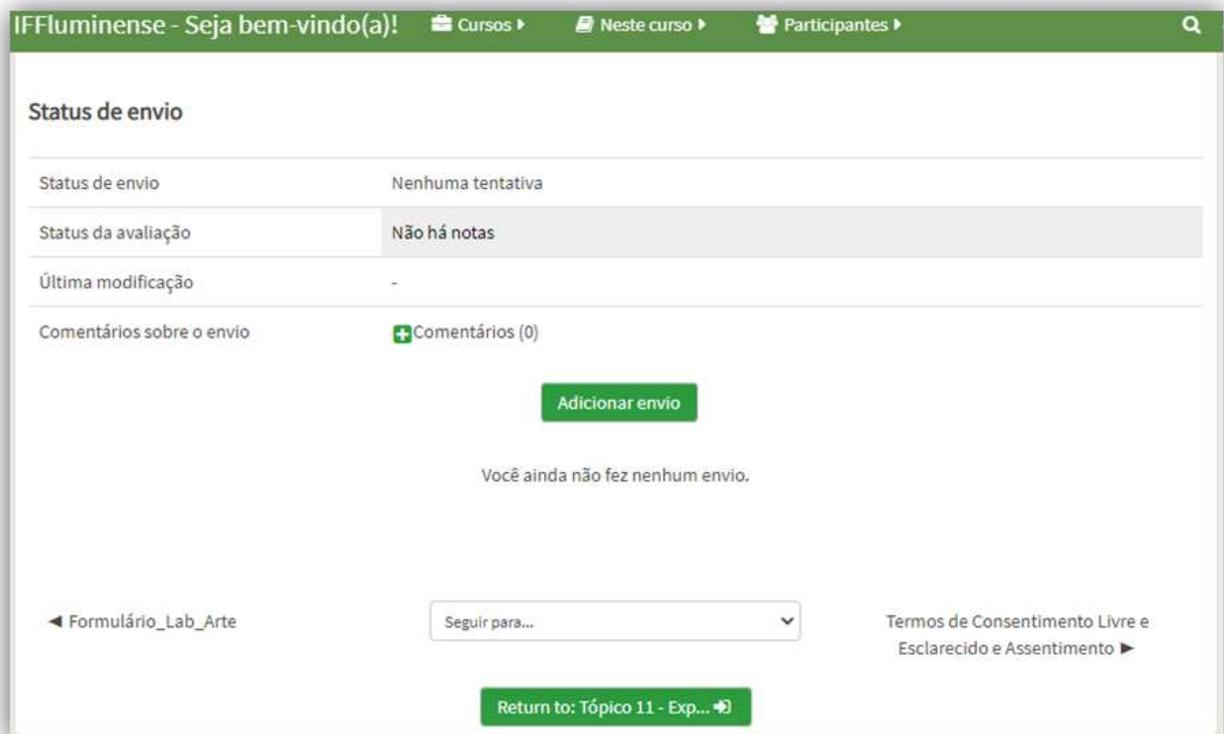 IFFluminense - Seja bem-vindo(a)! Cursos Neste curso Participantes
Status de envio
Status de envio Nenhuma tentativa
Status da avaliação Não há notas
Última modificação -
Comentários sobre o envio Comentários (0)
Adicionar envio
Você ainda não fez nenhum envio.
◄ Formulário_Lab_Arte
Seguir para...
Termos de Consentimento Livre e
Esclarecido e Assentimento ►
Return to: Tópico 11 - Exp...